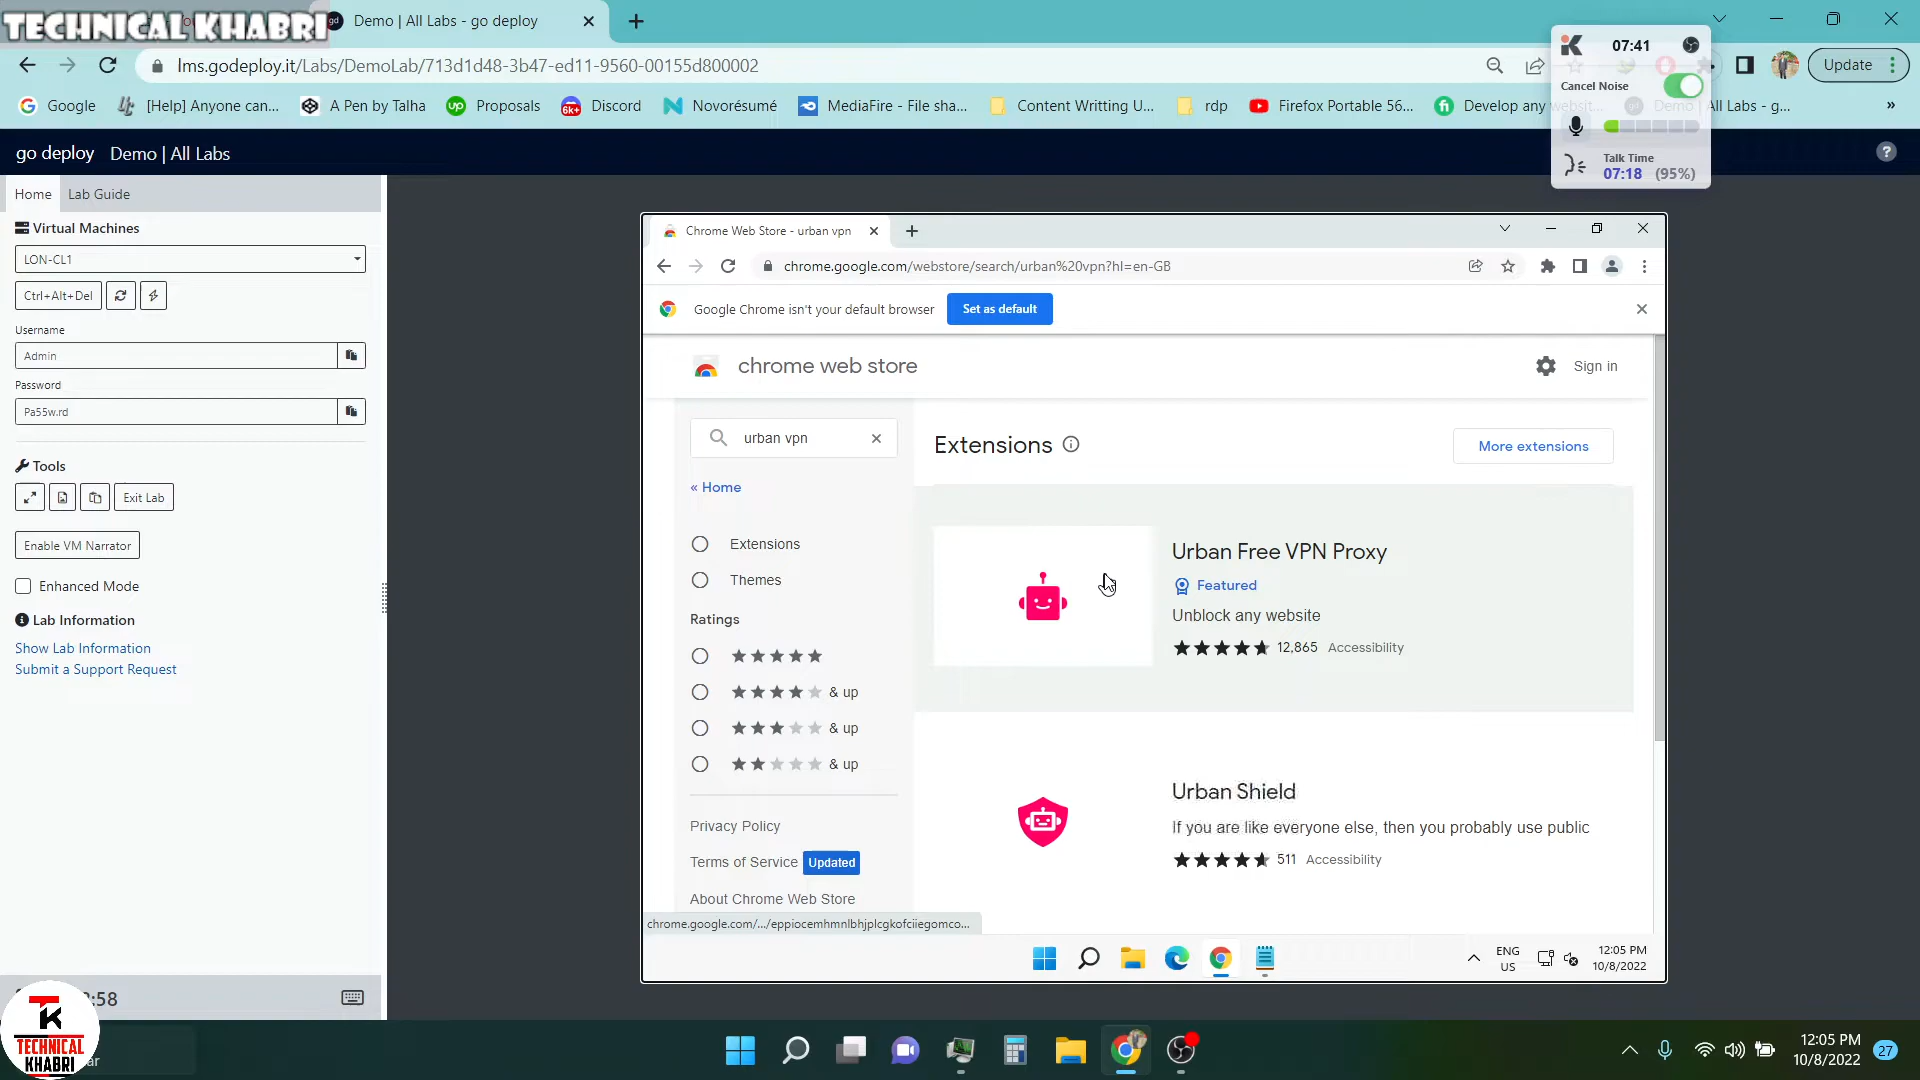 TECHNICAL KHABRI
Demo | All Labs - go deploy
lms.godeploy.it/Labs/DemoLab/713d1d48-3b47-ed11-9560-00155d800002
Update
Google
[Help] Anyone can...
A Pen by Talha
up Proposals
6k+ Discord
Novorésumé
MediaFire - File sha...
Content Writting U...
rdp
Firefox Portable 56...
fi Develop any websit...
Demo | All Labs - g...
»
07:41
Cancel Noise
Talk Time
07:18 (95%)
go deploy Demo | All Labs
Home Lab Guide
Virtual Machines
LON-CL1
Ctrl+Alt+Del
Username
Admin
Password
Pa55w.rd
Tools
Exit Lab
Enable VM Narrator
Enhanced Mode
Lab Information
Show Lab Information
Submit a Support Request
:58
TK
TECHNICAL
KHABRI
Chrome Web Store - urban vpn
chrome.google.com/webstore/search/urban%20vpn?hl=en-GB
Google Chrome isn't your default browser Set as default
chrome web store
Sign in
urban vpn
« Home
Extensions
Themes
Ratings
& up
& up
& up
Privacy Policy
Terms of Service Updated
About Chrome Web Store
Extensions
More extensions
Urban Free VPN Proxy
Featured
Unblock any website
12,865 Accessibility
Urban Shield
If you are like everyone else, then you probably use public
511 Accessibility
chrome.google.com/.../eppiocemhmnlbhjplcgkofciiegomco...
ENG
US
12:05 PM
10/8/2022
12:05 PM
10/8/2022
27